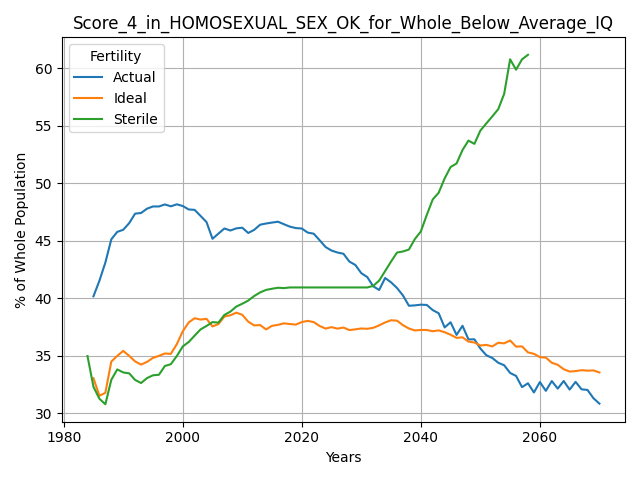 Score_4_in_HOMOSEXUAL_SEX_OK_for_Whole_Below_Average_IQ
Fertility
Actual
Ideal
Sterile
60
55
50
45
40
35
30
% of Whole Population
1980
2000
2020
2040
2060
Years